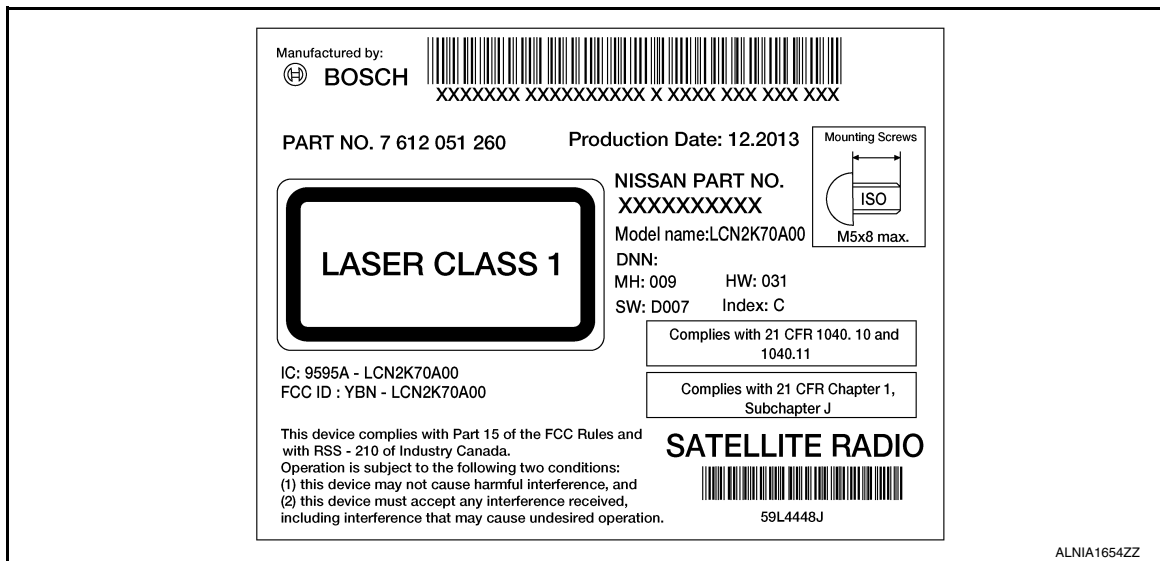 Manufactured by:
BOSCH
XXXXXXX XXXXXXXXXX X XXXX XXX XXX XXX
PART NO. 7 612 051 260
Production Date: 12.2013
Mounting Screws
ISO
M5x8 max.
NISSAN PART NO.
XXXXXXXXXX
Model name:LCN2K70A00
DNN:
MH: 009 HW: 031
SW: D007 Index: C
LASER CLASS 1
Complies with 21 CFR 1040. 10 and
1040.11
Complies with 21 CFR Chapter 1,
Subchapter J
IC: 9595A - LCN2K70A00
FCC ID : YBN - LCN2K70A00
This device complies with Part 15 of the FCC Rules and
with RSS - 210 of Industry Canada.
Operation is subject to the following two conditions:
(1) this device may not cause harmful interference, and
(2) this device must accept any interference received,
including interference that may cause undesired operation.
SATELLITE RADIO
59L4448J
ALNIA1654ZZ